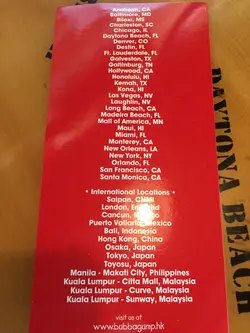 Anaheim, CA
Baltimore, MD
Biloxi, MS
Charleston, SC
Chicago, IL
Daytona Beach, FL
Denver, CO
Destin, FL
Ft. Lauderdale, FL
Galveston, TX
Gatlinburg, TN
Hollywood, CA
Honolulu, HI
Kemah, TX
Kona, HI
Las Vegas, NV
Laughlin, NV
Long Beach, CA
Madeira Beach, FL
Mall of America, MN
Maui, HI
Miami, FL
Monterey, CA
New Orleans, LA
New York, NY
Orlando, FL
San Francisco, CA
Santa Monica, CA
• International Locations •
Saipan, CNMI
London, England
Cancun, Mexico
Puerto Vallarta, Mexico
Bali, Indonesia
Hong Kong, China
Osaka, Japan
Tokyo, Japan
Toyosu, Japan
Manila - Makati City, Philippines
Kuala Lumpur - Citta Mall, Malaysia
Kuala Lumpur - Curve, Malaysia
Kuala Lumpur - Sunway, Malaysia
visit us at
www.bubbagump.hk
DAYTONA BEACH